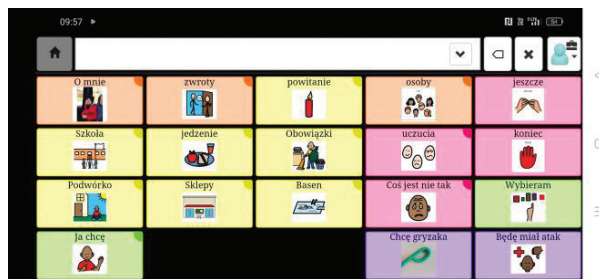 09:57
54
O mnie
zwroty
powitanie
osoby
jeszcze
Szkoła
jedzenie
Obowiązki
uczucia
koniec
Podwórko
Sklepy
Basen
Coś jest nie tak
Wybieram
Ja chcę
Chcę gryzaka
Będę miał atak